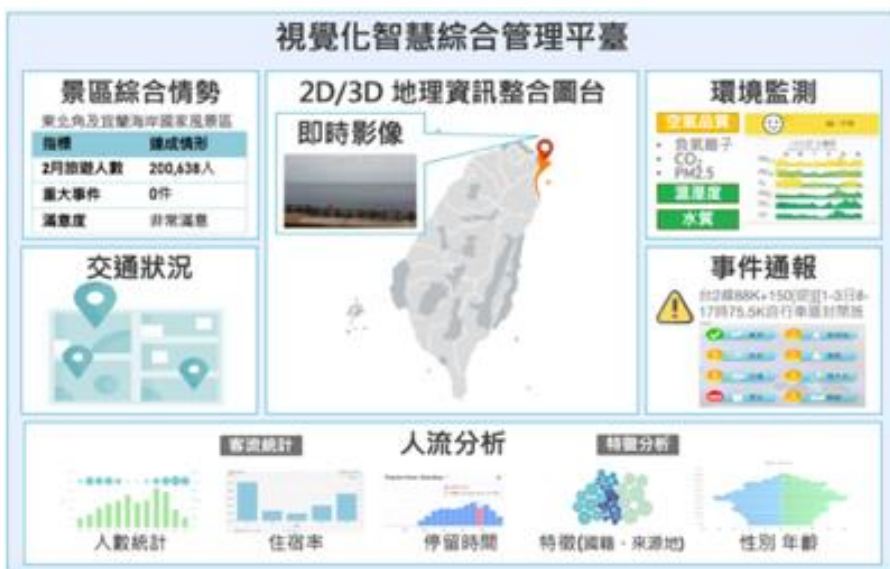 視覺化智慧綜合管理平臺
景區綜合情勢
東北角及宜蘭海岸國家風景區
指標 達成情形
2月旅遊人數 200,638人
重大事件 0件
滿意度 非常滿意
2D/3D 地理資訊整合圖台
即時影像
環境監測
空氣品質
• 負氧離子
• CO₂
• PM2.5
溫溼度
水質
交通狀況
事件通報
人流分析
客流統計
特徵分析
人數統計
住宿率
停留時間
特徵(國籍、來源地)
性別 年齡